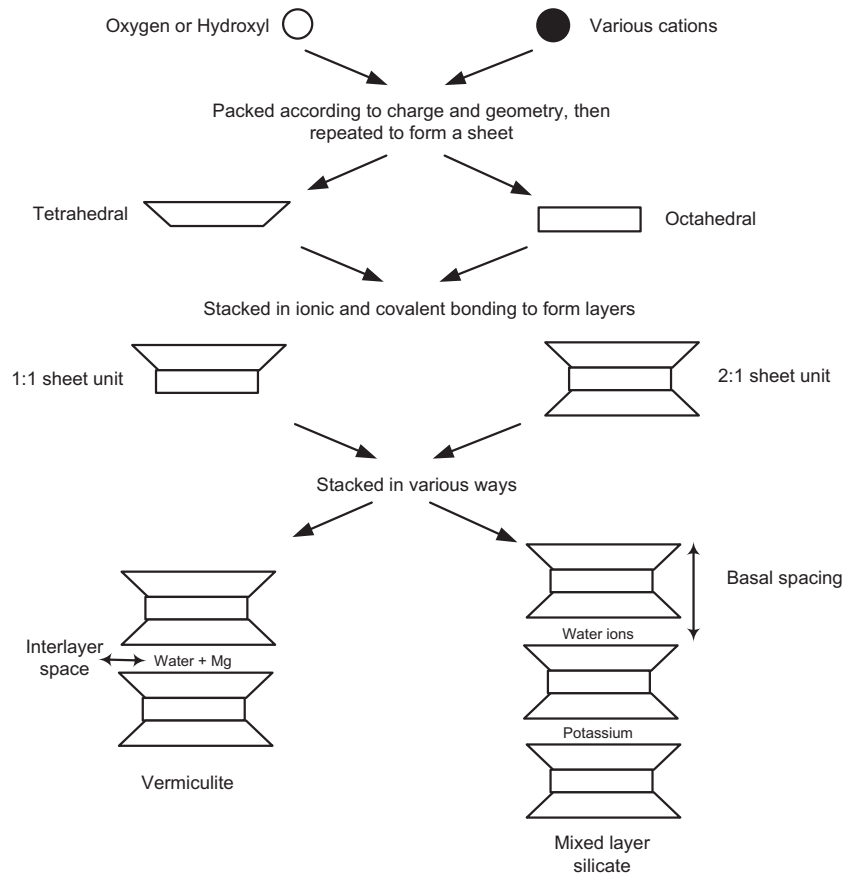 Oxygen or Hydroxyl
Various cations
Packed according to charge and geometry, then
repeated to form a sheet
Tetrahedral
Octahedral
Stacked in ionic and covalent bonding to form layers
1:1 sheet unit
2:1 sheet unit
Stacked in various ways
Basal spacing
Water ions
Interlayer
space
Water + Mg
Potassium
Vermiculite
Mixed layer
silicate